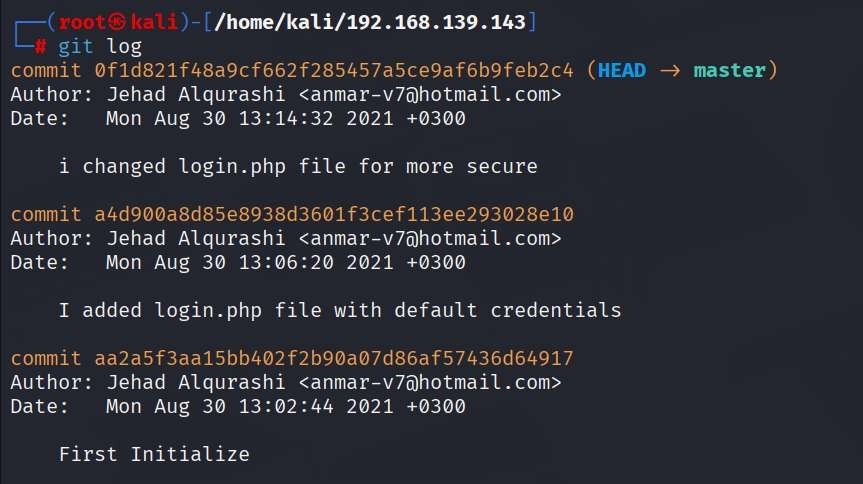 ┌──(root㉿kali)-[/home/kali/192.168.139.143]
└─# git log
commit 0f1d821f48a9cf662f285457a5ce9af6b9feb2c4 (HEAD → master)
Author: Jehad Alqurashi <anmar-v7@hotmail.com>
Date:   Mon Aug 30 13:14:32 2021 +0300
i changed login.php file for more secure
commit a4d900a8d85e8938d3601f3cef113ee293028e10
Author: Jehad Alqurashi <anmar-v7@hotmail.com>
Date:   Mon Aug 30 13:06:20 2021 +0300
I added login.php file with default credentials
commit aa2a5f3aa15bb402f2b90a07d86af57436d64917
Author: Jehad Alqurashi <anmar-v7@hotmail.com>
Date:   Mon Aug 30 13:02:44 2021 +0300
First Initialize